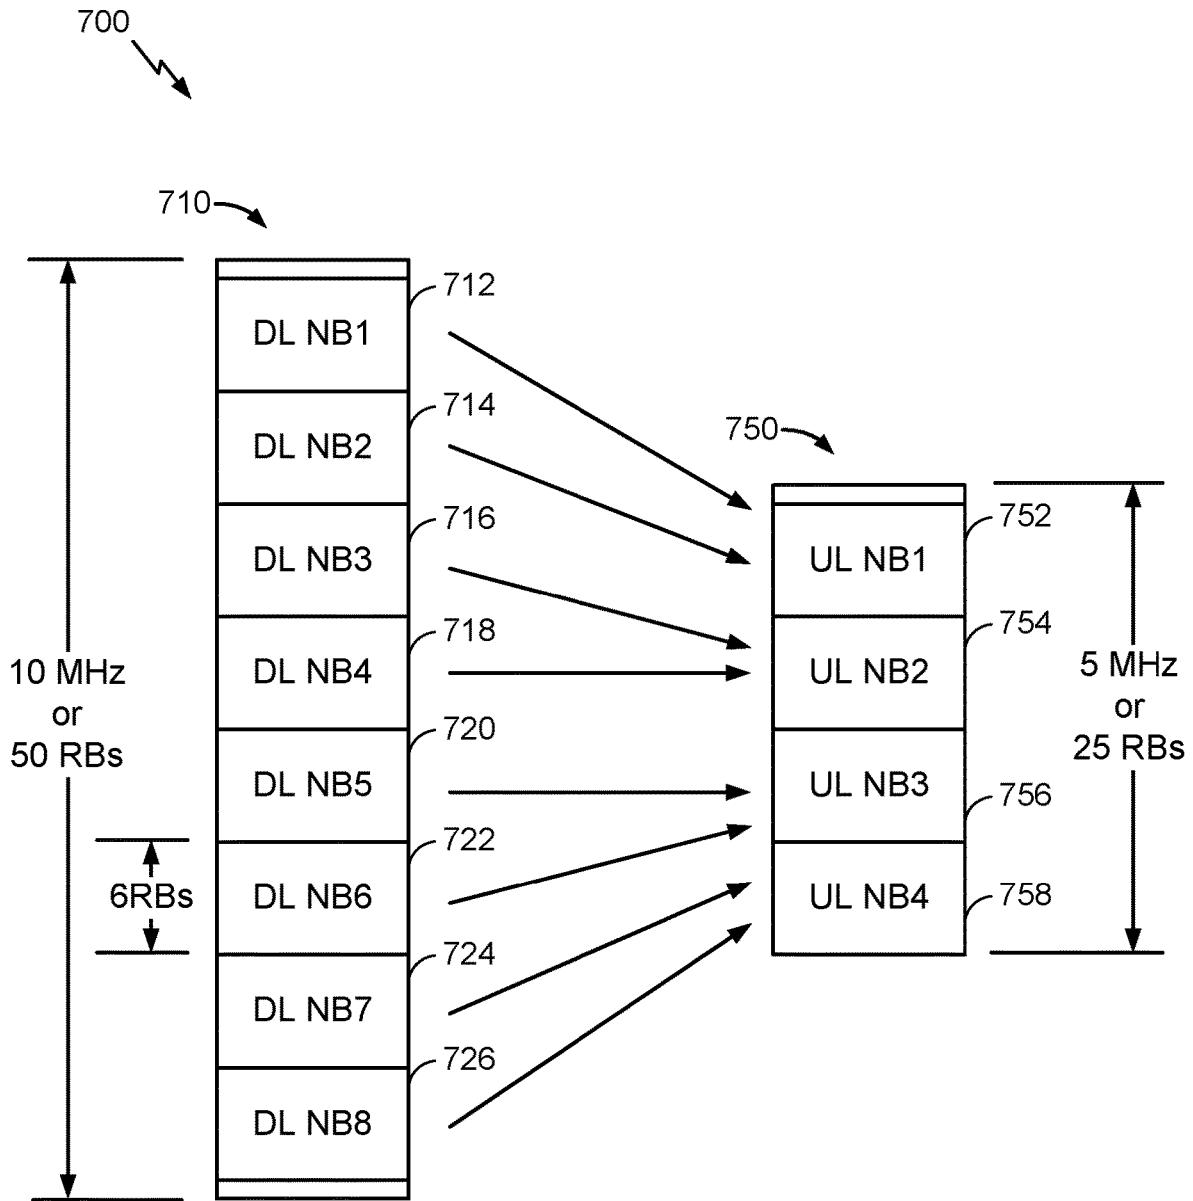 700
710
712
DL NB1
714
DL NB2
750
716
752
DL NB3
UL NB1
718
754
10 MHz
or
50 RBs
DL NB4
UL NB2
5 MHz
or
25 RBs
720
DL NB5
UL NB3
756
722
6RBs
DL NB6
UL NB4
758
724
DL NB7
726
DL NB8